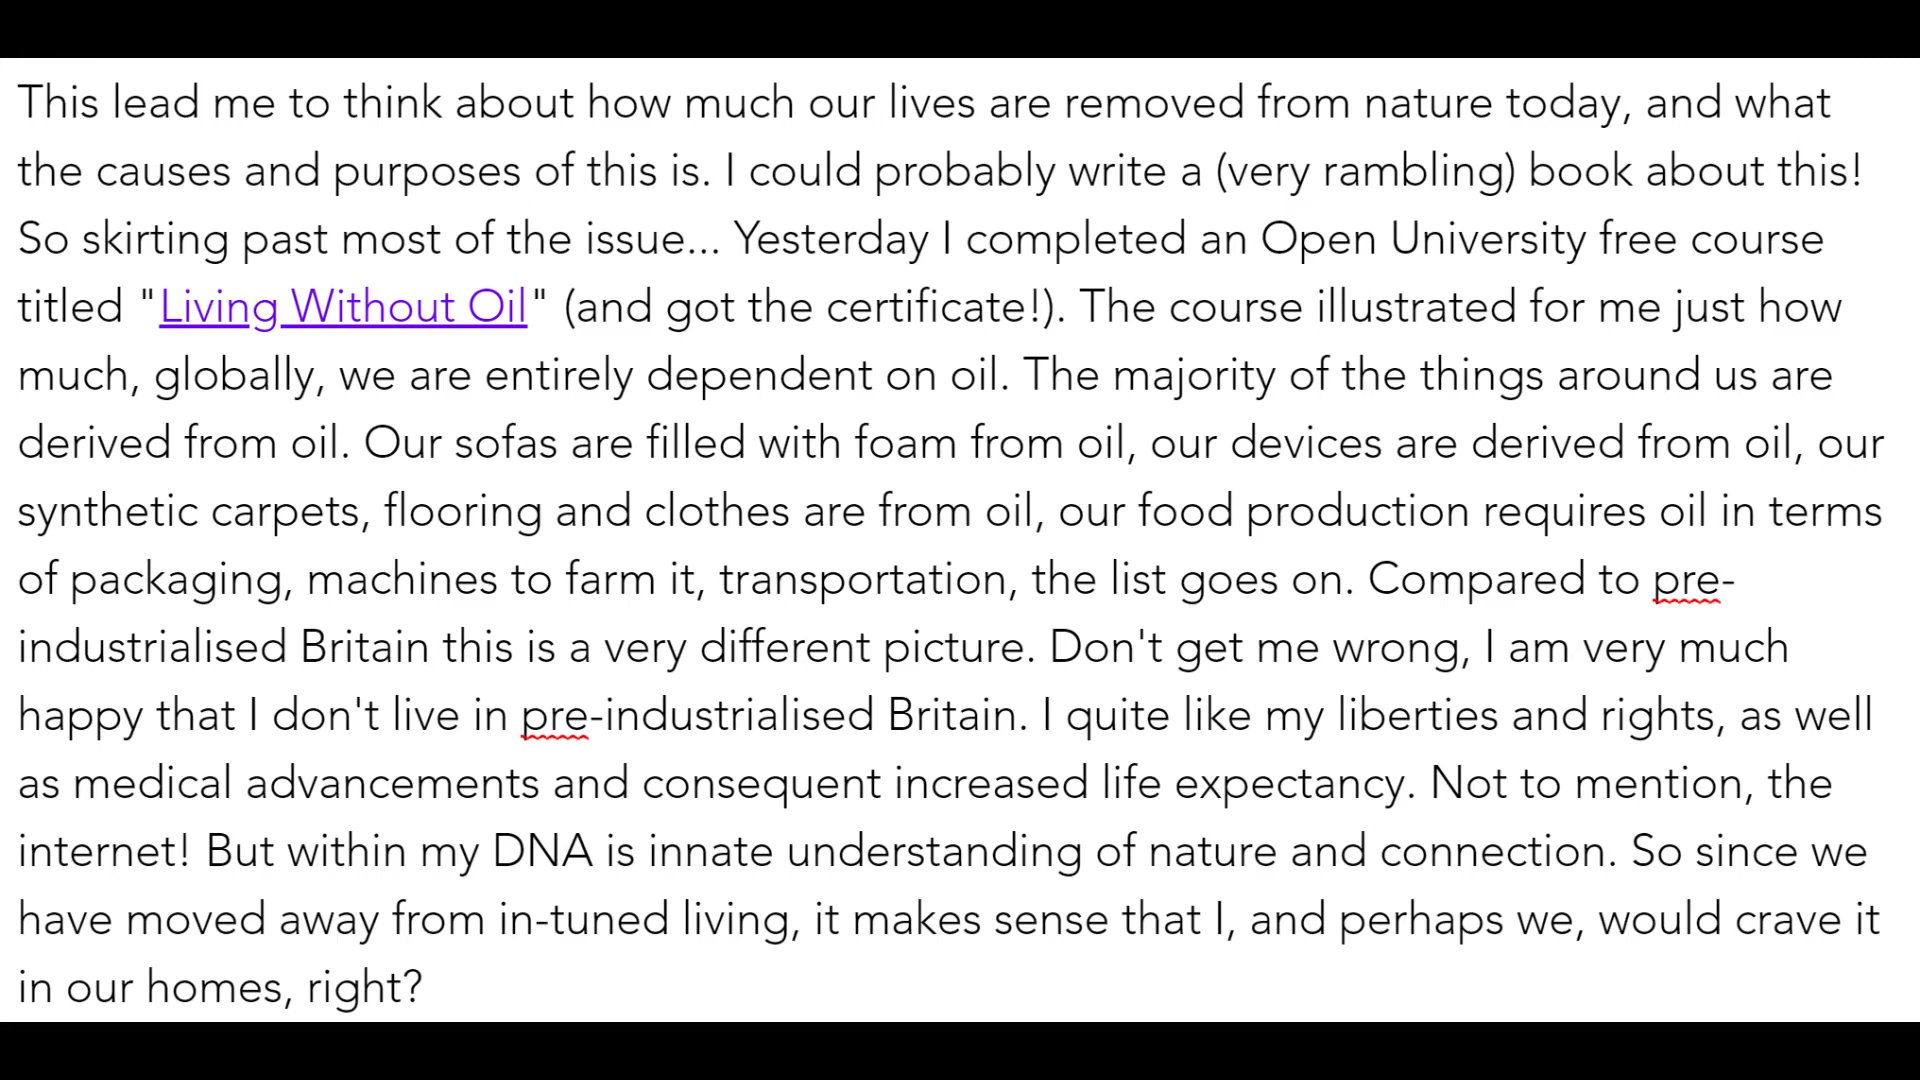 This lead me to think about how much our lives are removed from nature today, and what
the causes and purposes of this is. I could probably write a (very rambling) book about this!
So skirting past most of the issue... Yesterday I completed an Open University free course
titled "Living Without Oil" (and got the certificate!). The course illustrated for me just how
much, globally, we are entirely dependent on oil. The majority of the things around us are
derived from oil. Our sofas are filled with foam from oil, our devices are derived from oil, our
synthetic carpets, flooring and clothes are from oil, our food production requires oil in terms
of packaging, machines to farm it, transportation, the list goes on. Compared to pre-
industrialised Britain this is a very different picture. Don't get me wrong, I am very much
happy that I don't live in pre-industrialised Britain. I quite like my liberties and rights, as well
as medical advancements and consequent increased life expectancy. Not to mention, the
internet! But within my DNA is innate understanding of nature and connection. So since we
have moved away from in-tuned living, it makes sense that I, and perhaps we, would crave it
in our homes, right?